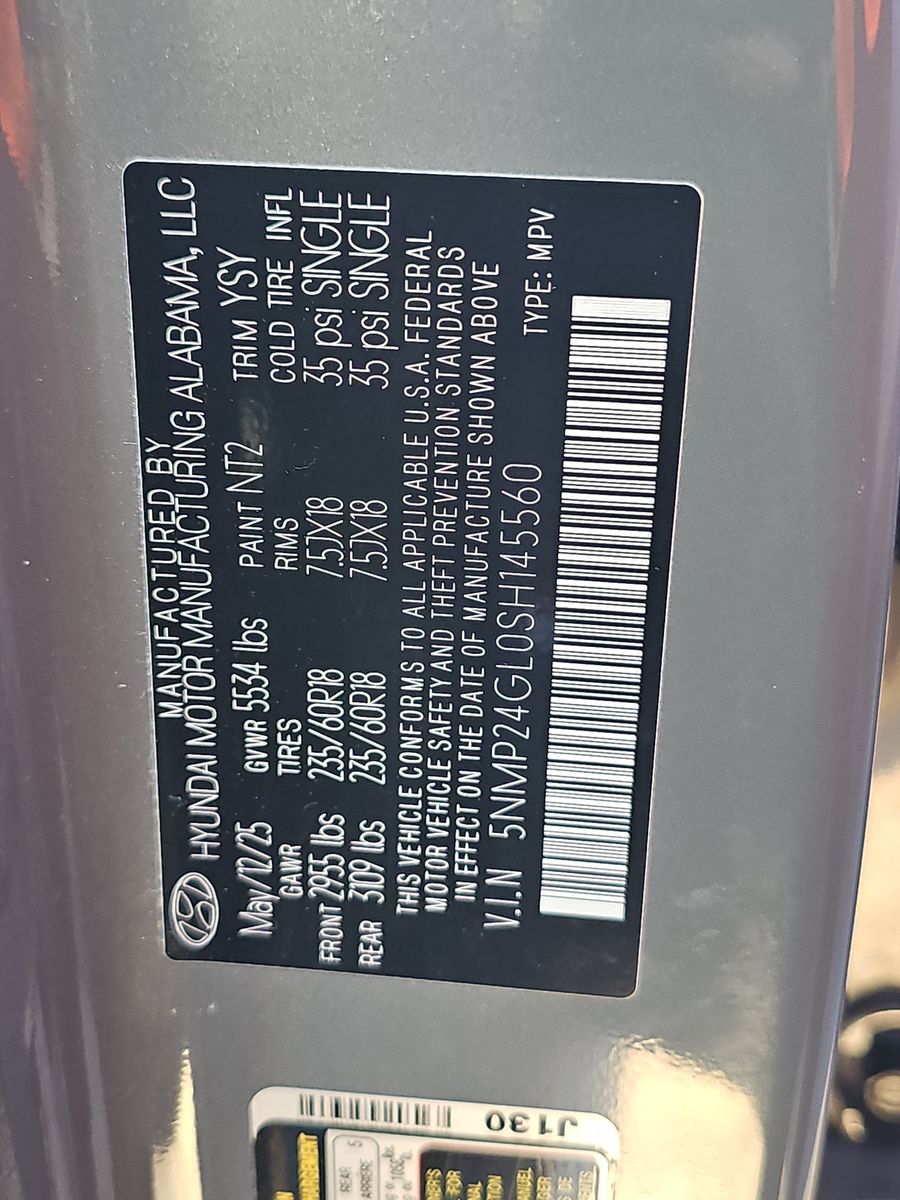 MANUFACTURED BY
HYUNDAI MOTOR MANUFACTURING ALABAMA, LLC
May/12/25 GVWR 5534 lbs PAINT NT2 TRIM YSY
GAWR TIRES RIMS COLD TIRE INFL
FRONT 2955 lbs 235/60R18 7.5JX18 35 psi SINGLE
REAR 3109 lbs 235/60R18 7.5JX18 35 psi SINGLE
THIS VEHICLE CONFORMS TO ALL APPLICABLE U.S.A. FEDERAL
MOTOR VEHICLE SAFETY AND THEFT PREVENTION STANDARDS
IN EFFECT ON THE DATE OF MANUFACTURE SHOWN ABOVE
V.I.N 5NMP24GL0SH145560
TYPE: MPV
J130
REAR 5
ARRIERE